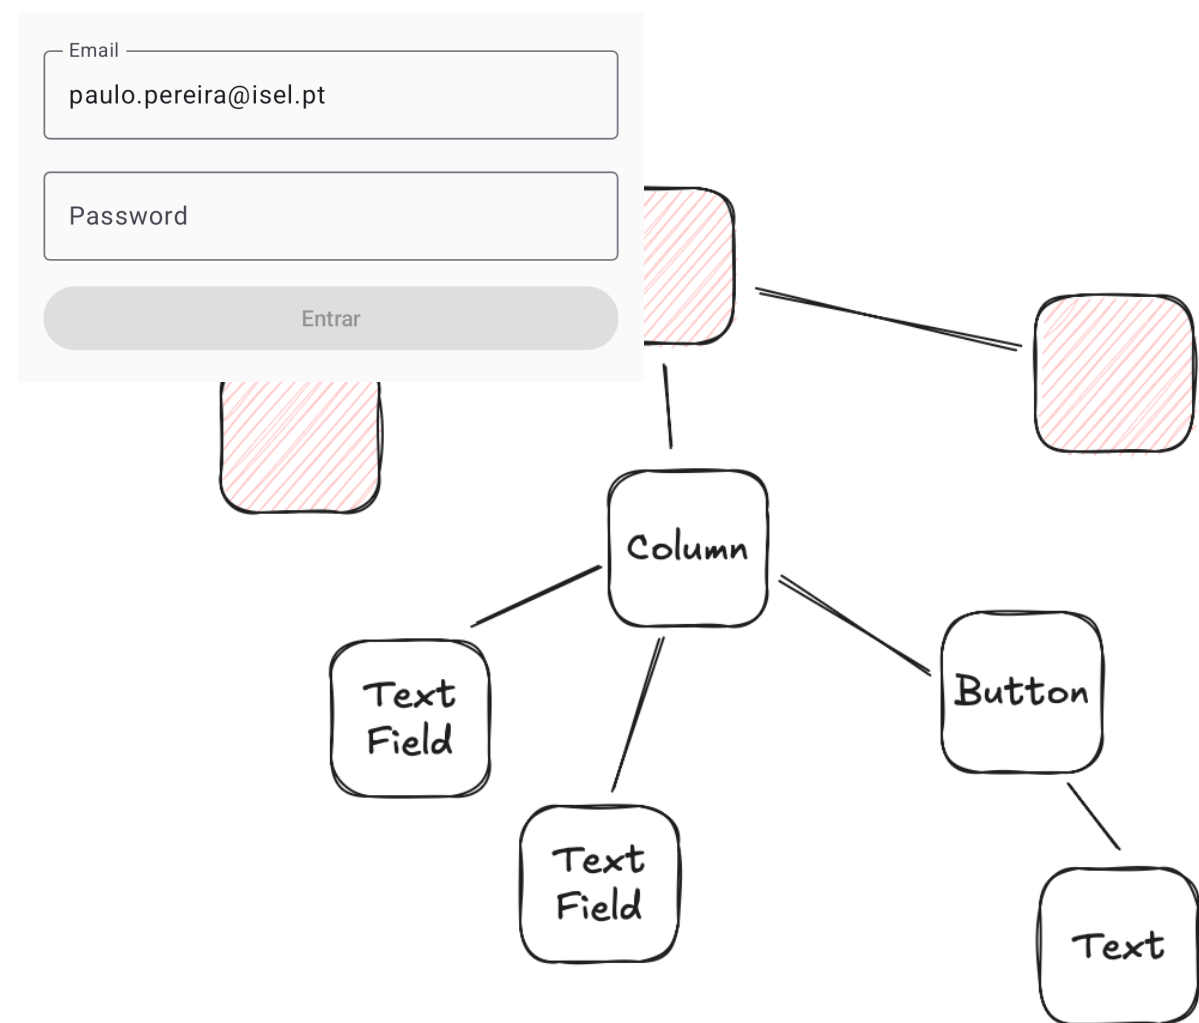 Email
paulo.pereira@isel.pt
Password
Entrar
Column
Text
Field
Button
Text
Field
Text